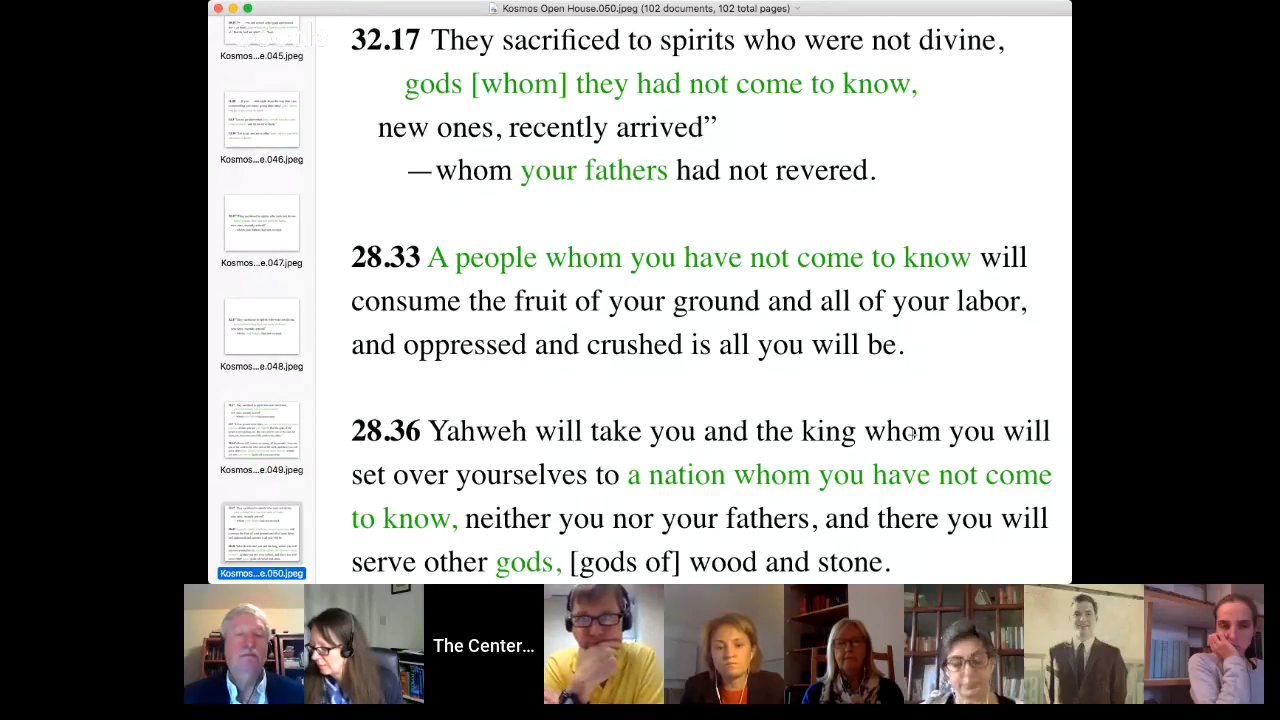 Kosmos Open House.050.jpeg (102 documents, 102 total pages)
Kosmos...e.045.jpeg
Kosmos...e.046.jpeg
Kosmos...e.047.jpeg
Kosmos...e.048.jpeg
Kosmos...e.049.jpeg
Kosmos...e.050.jpeg
32.17 They sacrificed to spirits who were not divine,
gods [whom] they had not come to know,
new ones, recently arrived”
—whom your fathers had not revered.
28.33 A people whom you have not come to know will
consume the fruit of your ground and all of your labor,
and oppressed and crushed is all you will be.
28.36 Yahweh will take you and the king whom you will
set over yourselves to a nation whom you have not come
to know, neither you nor your fathers, and there you will
serve other gods, [gods of] wood and stone.
The Center...